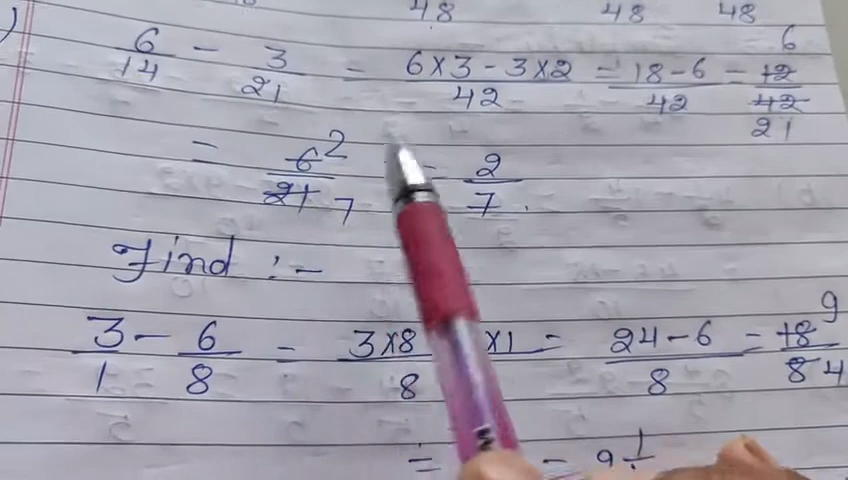 48 48 48
) 6/14 - 3/21 = 6×3-3×2/42 = 18-6/42 = 12/42 6/21
= 6/21 2/7 = 2/7.
Find :-
3/1 - 6/8 = 3×8 ×1/8 = 24-6/8 = 18/8 9/4
= - 1